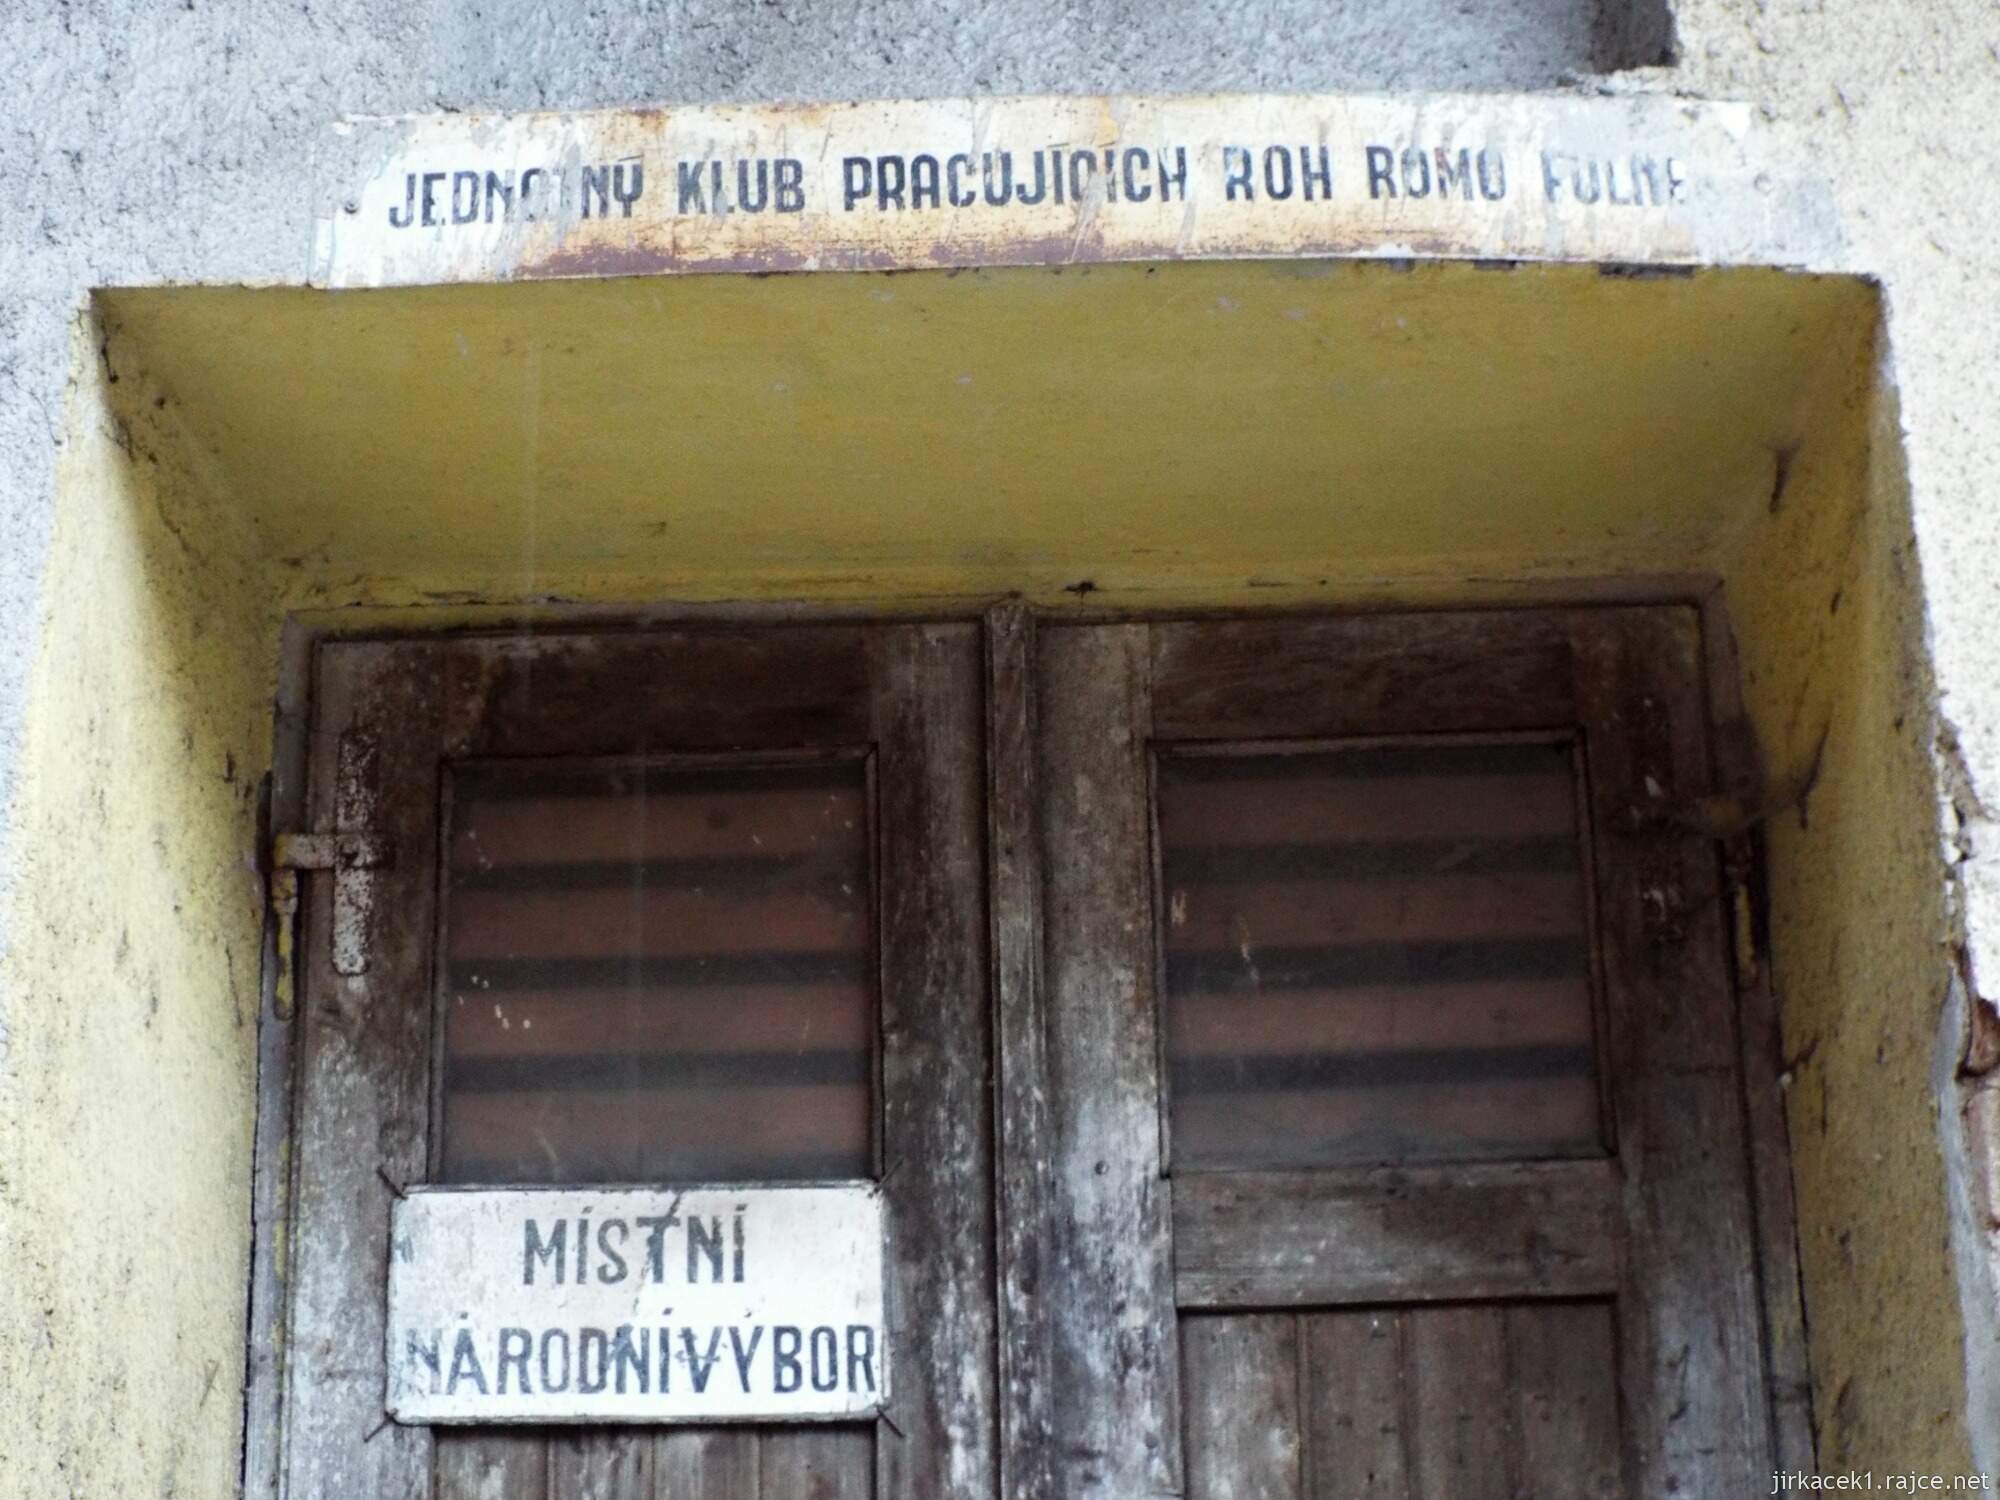 JEDNOTNÝ KLUB PRACUJÍCÍCH ROH ROMO FULNEK
MÍSTNÍ
NÁRODNÍ VÝBOR
jirkacek1.rajce.net